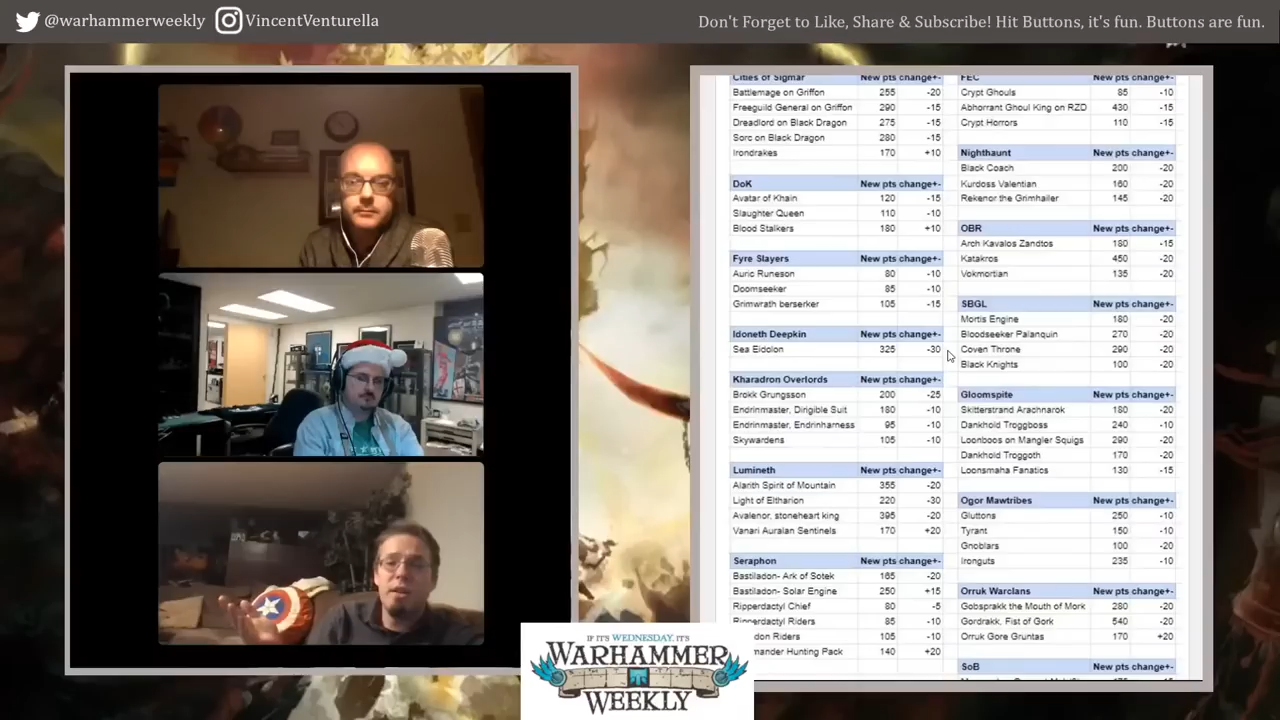 @warhammerweekly VincentVenturella
Don't Forget to Like, Share & Subscribe! Hit Buttons, it's fun. Buttons are fun.
Cities of Sigmar New pts change+-
Battlemage on Griffon 255 -20
Freeguild General on Griffon 290 -15
Dreadlord on Black Dragon 275 -15
Sorc on Black Dragon 280 -15
Irondrakes 170 +10
DoK New pts change+-
Avatar of Khain 120 -15
Slaughter Queen 110 -10
Blood Stalkers 180 +10
Fyre Slayers New pts change+-
Auric Runeson 80 -10
Doomseeker 85 -10
Grimwrath berserker 105 -15
Idoneth Deepkin New pts change+-
Sea Eidolon 325 -30
Kharadron Overlords New pts change+-
Brokk Grungsson 200 -25
Endrinmaster, Dirigible Suit 180 -10
Endrinmaster, Endrinharness 95 -10
Skywardens 105 -10
Lumineth New pts change+-
Alarith Spirit of Mountain 355 -20
Light of Eltharion 220 -30
Avalenor, stoneheart king 395 -20
Vanari Auralan Sentinels 170 +20
Seraphon New pts change+-
Bastiladon- Ark of Sotek 165 -20
Bastiladon- Solar Engine 250 +15
Ripperdactyl Chief 80 -5
Ripperdactyl Riders 85 -10
don Riders 105 -10
mander Hunting Pack 140 +20
FEC New pts change+-
Crypt Ghouls 85 -10
Abhorrant Ghoul King on RZD 430 -15
Crypt Horrors 110 -15
Nighthaunt New pts change+-
Black Coach 200 -20
Kurdoss Valentian 160 -20
Rekenor the Grimhailer 145 -20
OBR New pts change+-
Arch Kavalos Zandtos 180 -15
Katakros 450 -20
Vokmortian 135 -20
SBGL New pts change+-
Mortis Engine 180 -20
Bloodseeker Palanquin 270 -20
Coven Throne 290 -20
Black Knights 100 -20
Gloomspite New pts change+-
Skitterstrand Arachnarok 180 -20
Dankhold Troggboss 240 -10
Loonboos on Mangler Squigs 290 -20
Dankhold Troggoth 170 -20
Loonsmaha Fanatics 130 -15
Ogor Mawtribes New pts change+-
Gluttons 250 -10
Tyrant 150 -10
Gnoblars 100 -20
Ironguts 235 -10
Orruk Warclans New pts change+-
Gobsprakk the Mouth of Mork 280 -20
Gordrakk, Fist of Gork 540 -20
Orruk Gore Gruntas 170 +20
SoB New pts change+-
IF IT'S WEDNESDAY, IT'S
WARHAMMER
WEEKLY